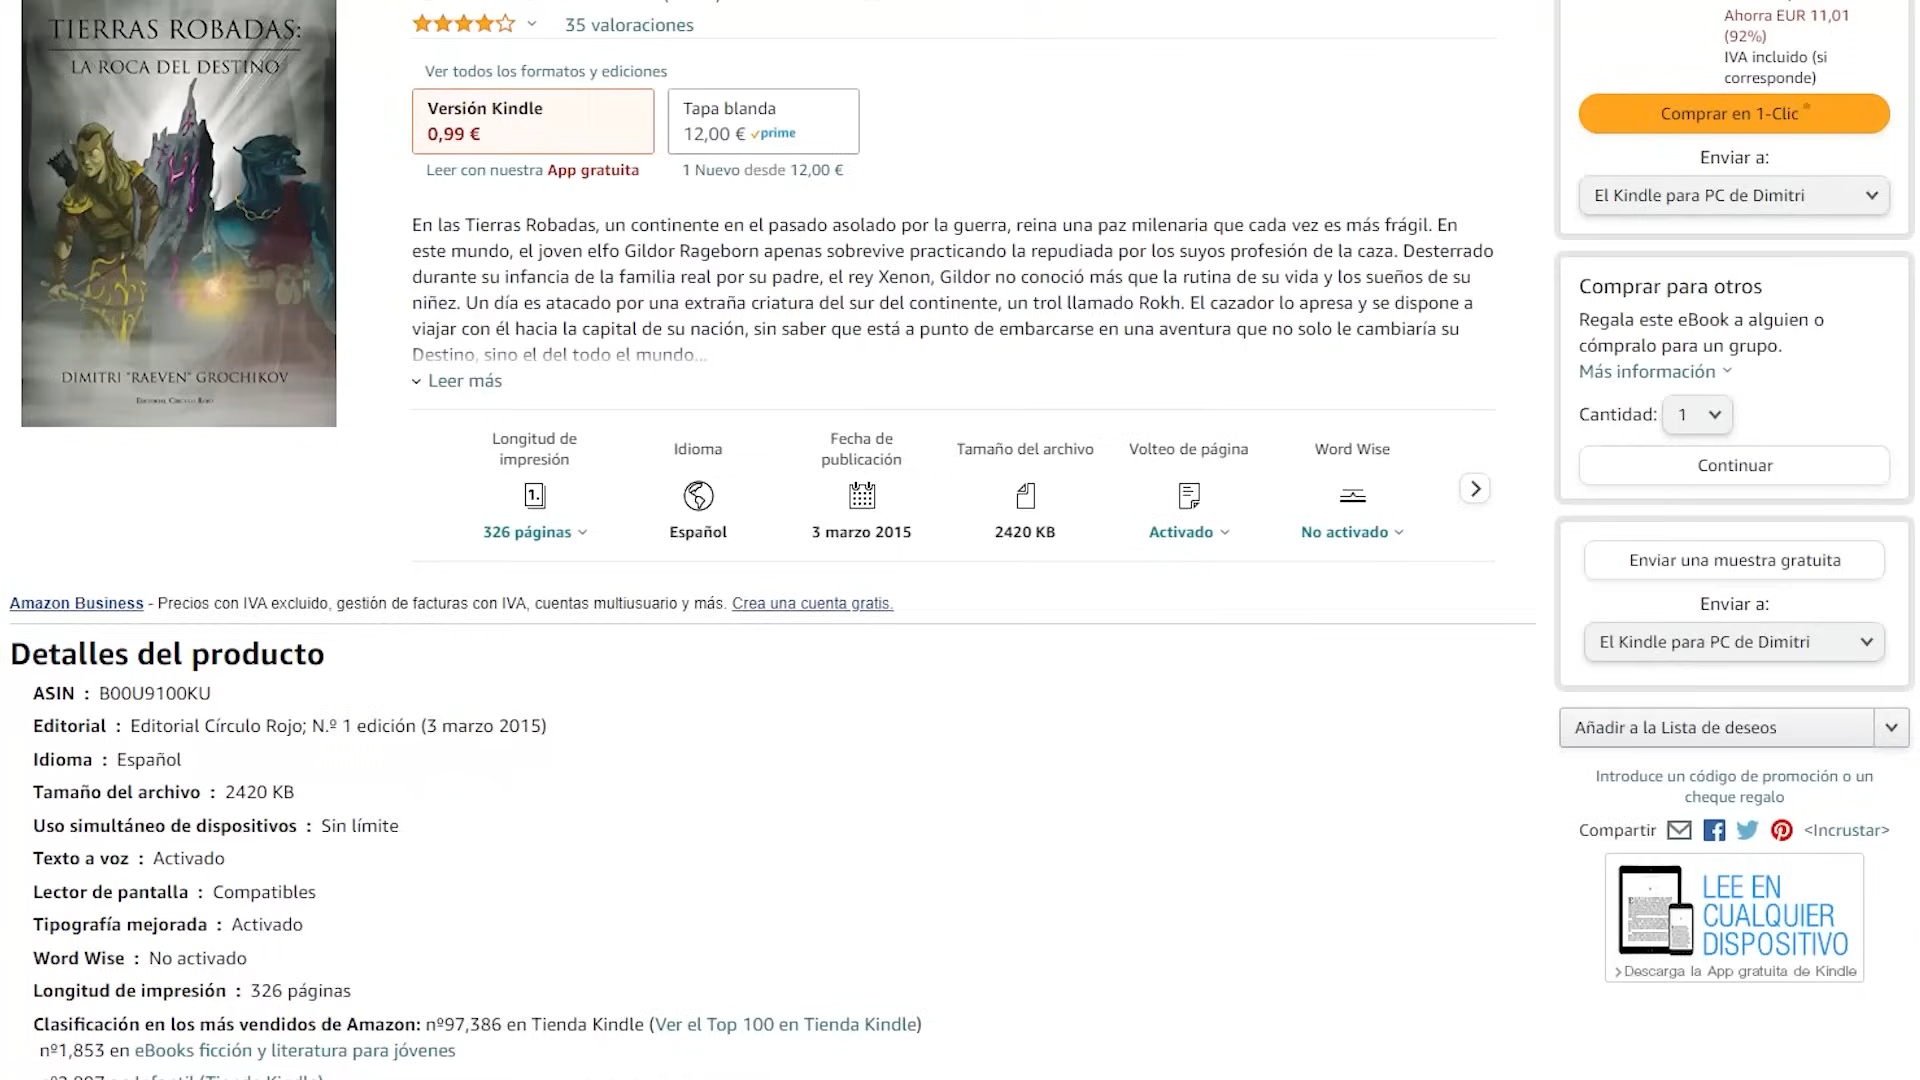 TIERRAS ROBADAS:
LA ROCA DEL DESTINO
DIMITRI "RAEVEN" GROCHIKOV
EDITORIAL CÍRCULO ROJO
35 valoraciones
Ver todos los formatos y ediciones
Versión Kindle
0,99 €
Leer con nuestra App gratuita
Tapa blanda
12,00 € prime
1 Nuevo desde 12,00 €
En las Tierras Robadas, un continente en el pasado asolado por la guerra, reina una paz milenaria que cada vez es más frágil. En
este mundo, el joven elfo Gildor Rageborn apenas sobrevive practicando la repudiada por los suyos profesión de la caza. Desterrado
durante su infancia de la familia real por su padre, el rey Xenon, Gildor no conoció más que la rutina de su vida y los sueños de su
niñez. Un día es atacado por una extraña criatura del sur del continente, un trol llamado Rokh. El cazador lo apresa y se dispone a
viajar con él hacia la capital de su nación, sin saber que está a punto de embarcarse en una aventura que no solo le cambiaría su
Destino, sino el del todo el mundo...
Leer más
Longitud de
impresión
1.
326 páginas
Idioma
Español
Fecha de
publicación
3 marzo 2015
Tamaño del archivo
2420 KB
Volteo de página
Activado
Word Wise
No activado
Amazon Business - Precios con IVA excluido, gestión de facturas con IVA, cuentas multiusuario y más. Crea una cuenta gratis.
Detalles del producto
ASIN : B00U9100KU
Editorial : Editorial Círculo Rojo; N.º 1 edición (3 marzo 2015)
Idioma : Español
Tamaño del archivo : 2420 KB
Uso simultáneo de dispositivos : Sin límite
Texto a voz : Activado
Lector de pantalla : Compatibles
Tipografía mejorada : Activado
Word Wise : No activado
Longitud de impresión : 326 páginas
Clasificación en los más vendidos de Amazon: nº97,386 en Tienda Kindle (Ver el Top 100 en Tienda Kindle)
nº1,853 en eBooks ficción y literatura para jóvenes
Ahorra EUR 11,01
(92%)
IVA incluido (si
corresponde)
Comprar en 1-Clic ®
Enviar a:
El Kindle para PC de Dimitri
Comprar para otros
Regala este eBook a alguien o
cómpralo para un grupo.
Más información
Cantidad: 1
Continuar
Enviar una muestra gratuita
Enviar a:
El Kindle para PC de Dimitri
Añadir a la Lista de deseos
Introduce un código de promoción o un
cheque regalo
Compartir <Incrustar>
LEE EN
CUALQUIER
DISPOSITIVO
Descarga la App gratuita de Kindle